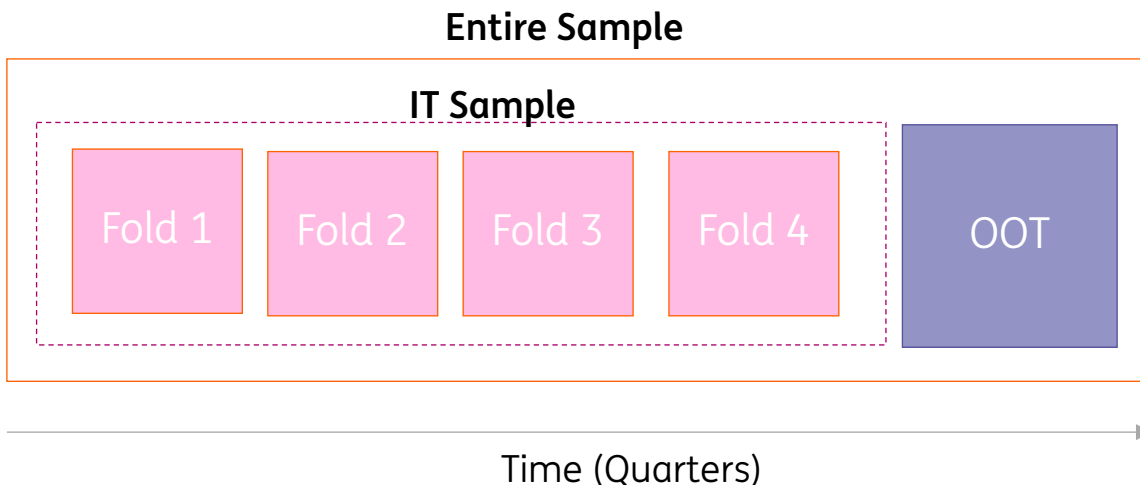 Entire Sample
IT Sample
Fold 1
Fold 2
Fold 3
Fold 4
OOT
Time (Quarters)